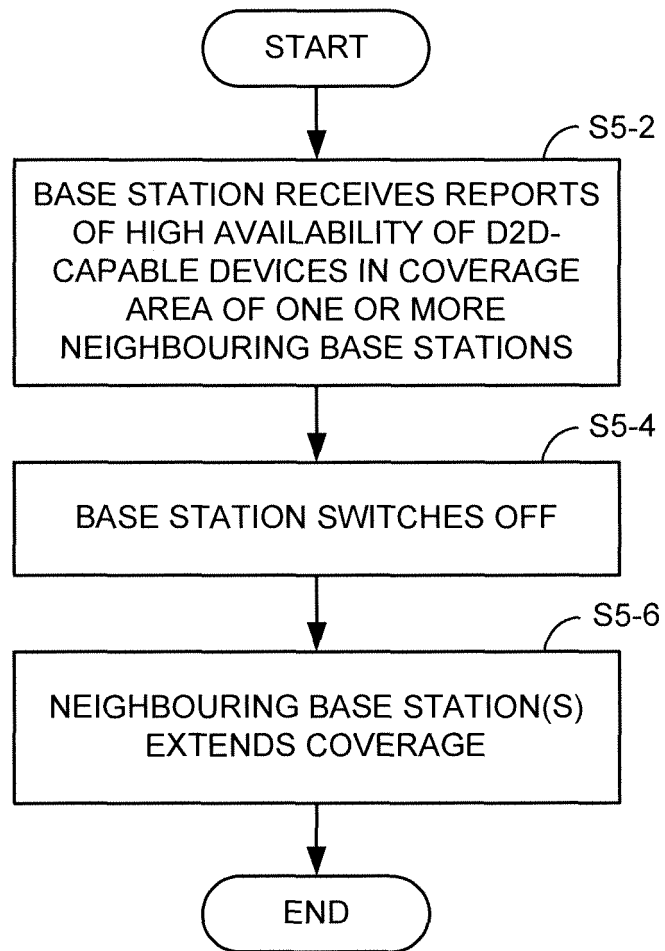 START
S5-2
BASE STATION RECEIVES REPORTS
OF HIGH AVAILABILITY OF D2D-
CAPABLE DEVICES IN COVERAGE
AREA OF ONE OR MORE
NEIGHBOURING BASE STATIONS
S5-4
BASE STATION SWITCHES OFF
S5-6
NEIGHBOURING BASE STATION(S)
EXTENDS COVERAGE
END